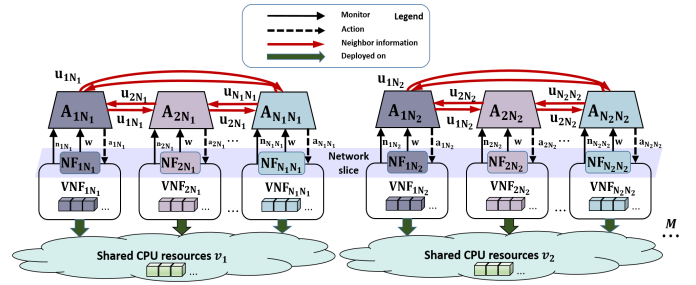 Monitor Legend
Action
Neighbor information
Deployed on
u₁N₁ u₁N₂
u₂N₁ uN₁N₁ u₂N₂ uN₂N₂
A₁N₁ A₂N₁ AN₁N₁ A₁N₂ A₂N₂ AN₂N₂
u₁N₁ u₂N₁ u₁N₂ u₂N₂
n₁N₁ w a₁N₁ n₂N₁ w a₂N₁ ... nN₁N₁ w aN₁N₁ n₁N₂ w a₁N₂ n₂N₂ w a₂N₂ ... nN₂N₂ w aN₂N₂
NF₁N₁ NF₂N₁ NFN₁N₁ Network NF₁N₂ NF₂N₂ NFN₂N₂
slice
VNF₁N₁ VNF₂N₁ VNFN₁N₁ VNF₁N₂ VNF₂N₂ VNFN₂N₂
... ... ... ... ... ... ... ...
M
...
Shared CPU resources v₁ Shared CPU resources v₂
... ...